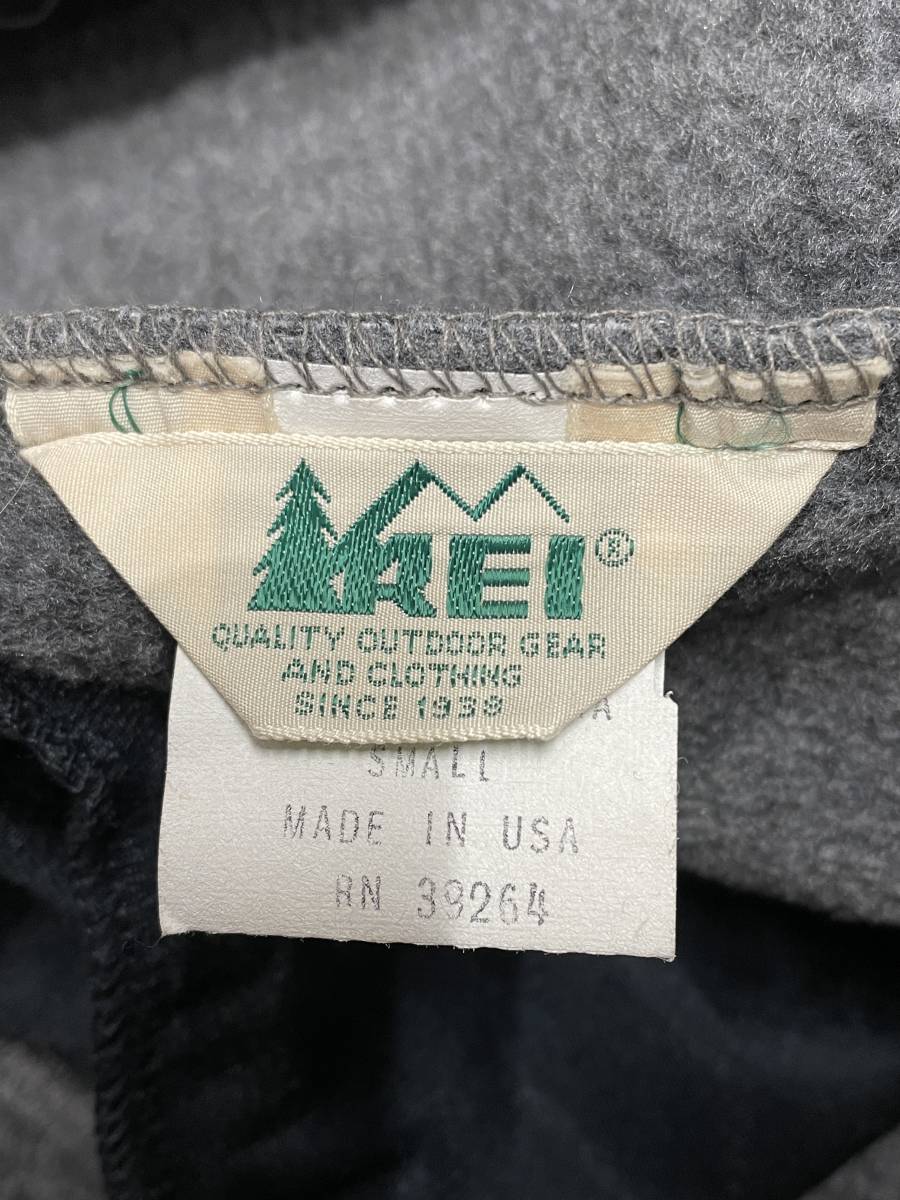 REI®
QUALITY OUTDOOR GEAR
AND CLOTHING
SINCE 1938
A
SMALL
MADE IN USA
RN 39264